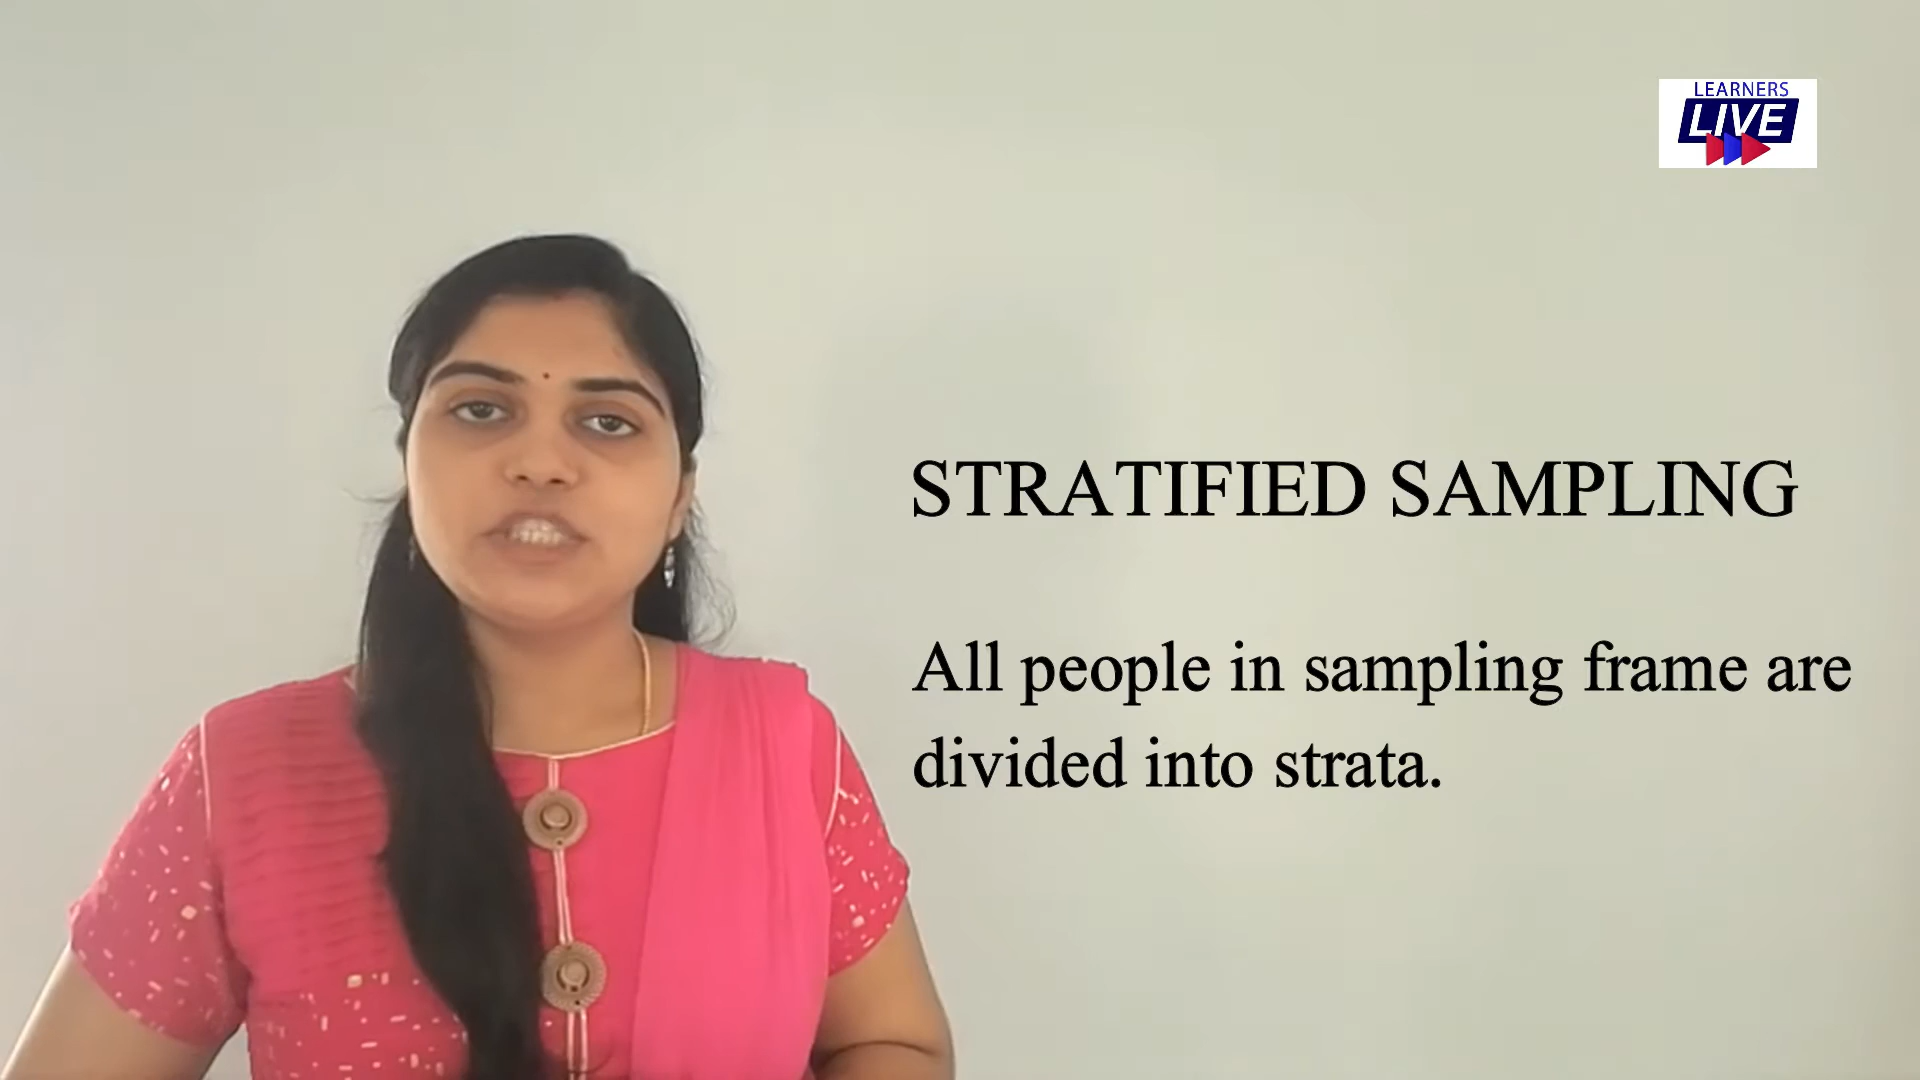 LEARNERS
LIVE
STRATIFIED SAMPLING
All people in sampling frame are
divided into strata.